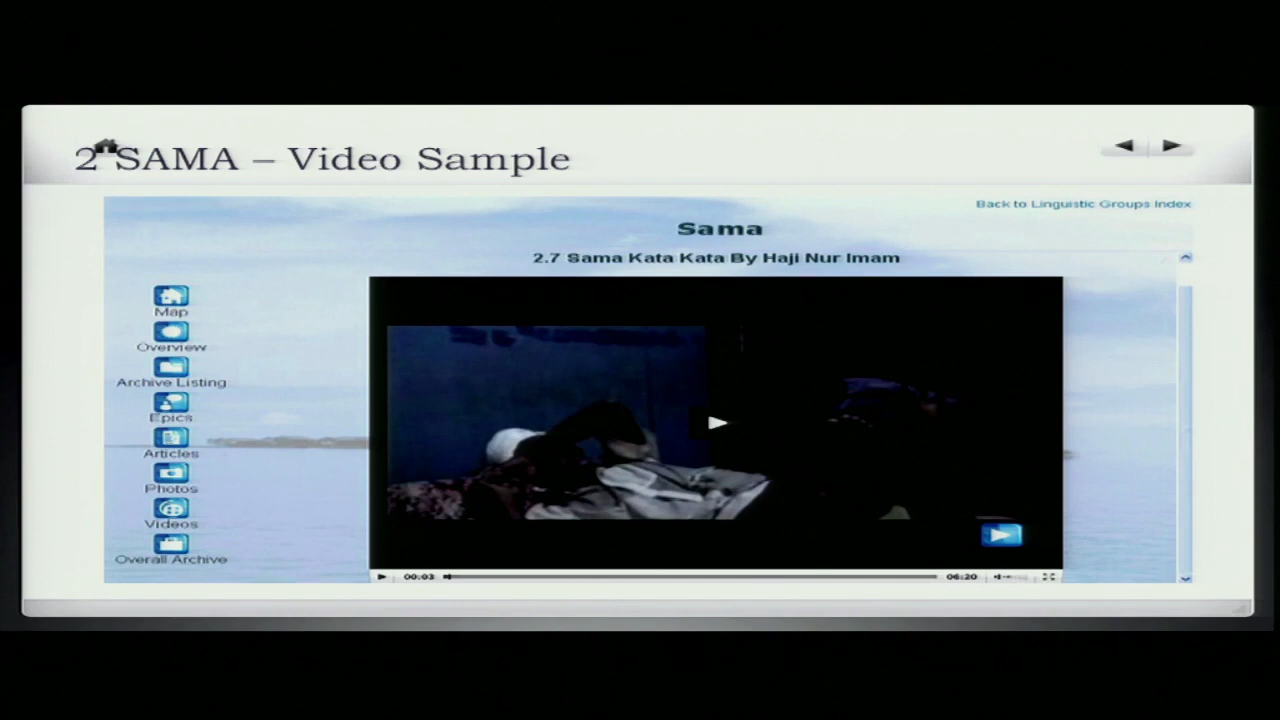 2 SAMA – Video Sample
Back to Linguistic Groups Index
Sama
2.7 Sama Kata Kata By Haji Nur Imam
Map
Overview
Archive Listing
Epics
Articles
Photos
Videos
Overall Archive
00:03
06:20